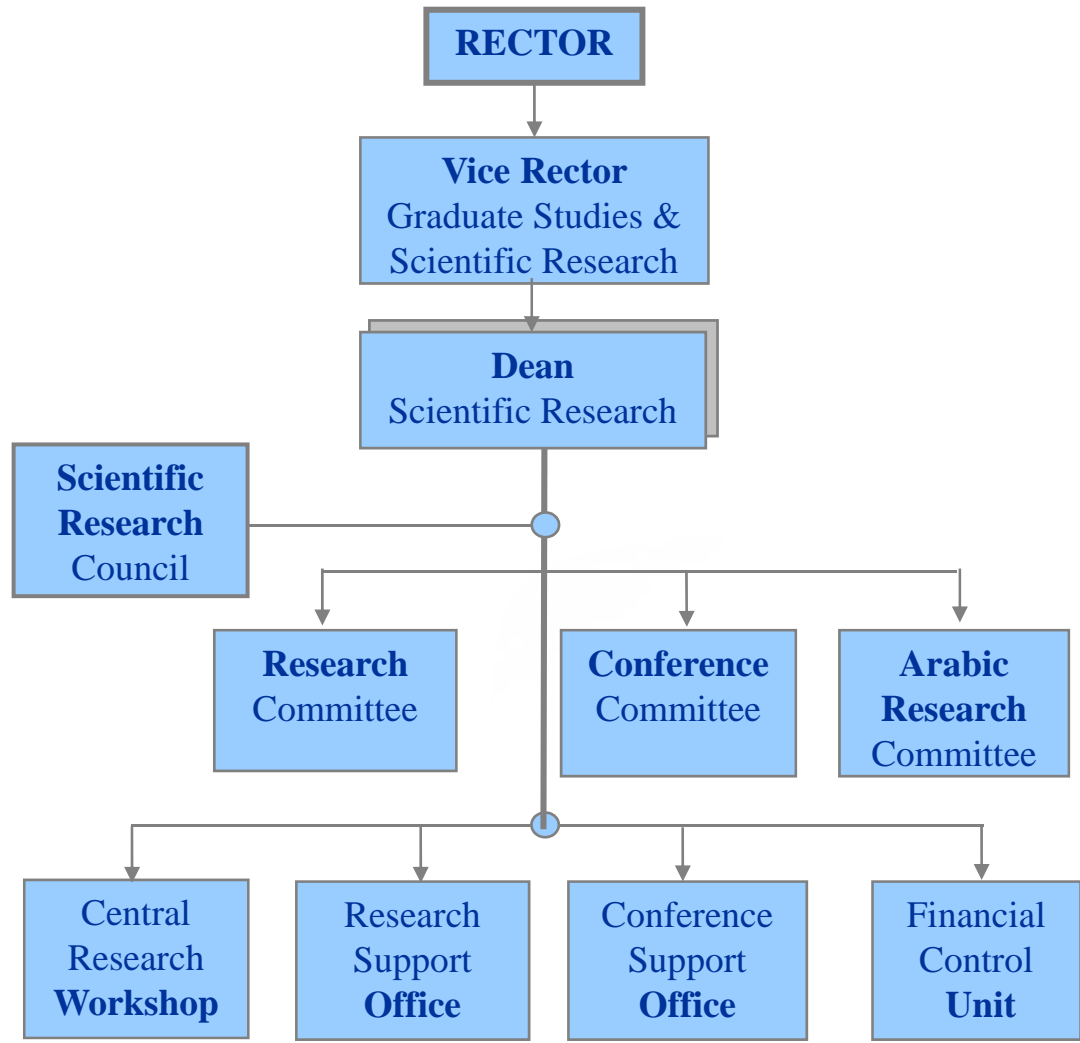 RECTOR
Vice Rector
Graduate Studies &
Scientific Research
Dean
Scientific Research
Scientific
Research
Council
Research
Committee
Conference
Committee
Arabic
Research
Committee
Central
Research
Workshop
Research
Support
Office
Conference
Support
Office
Financial
Control
Unit